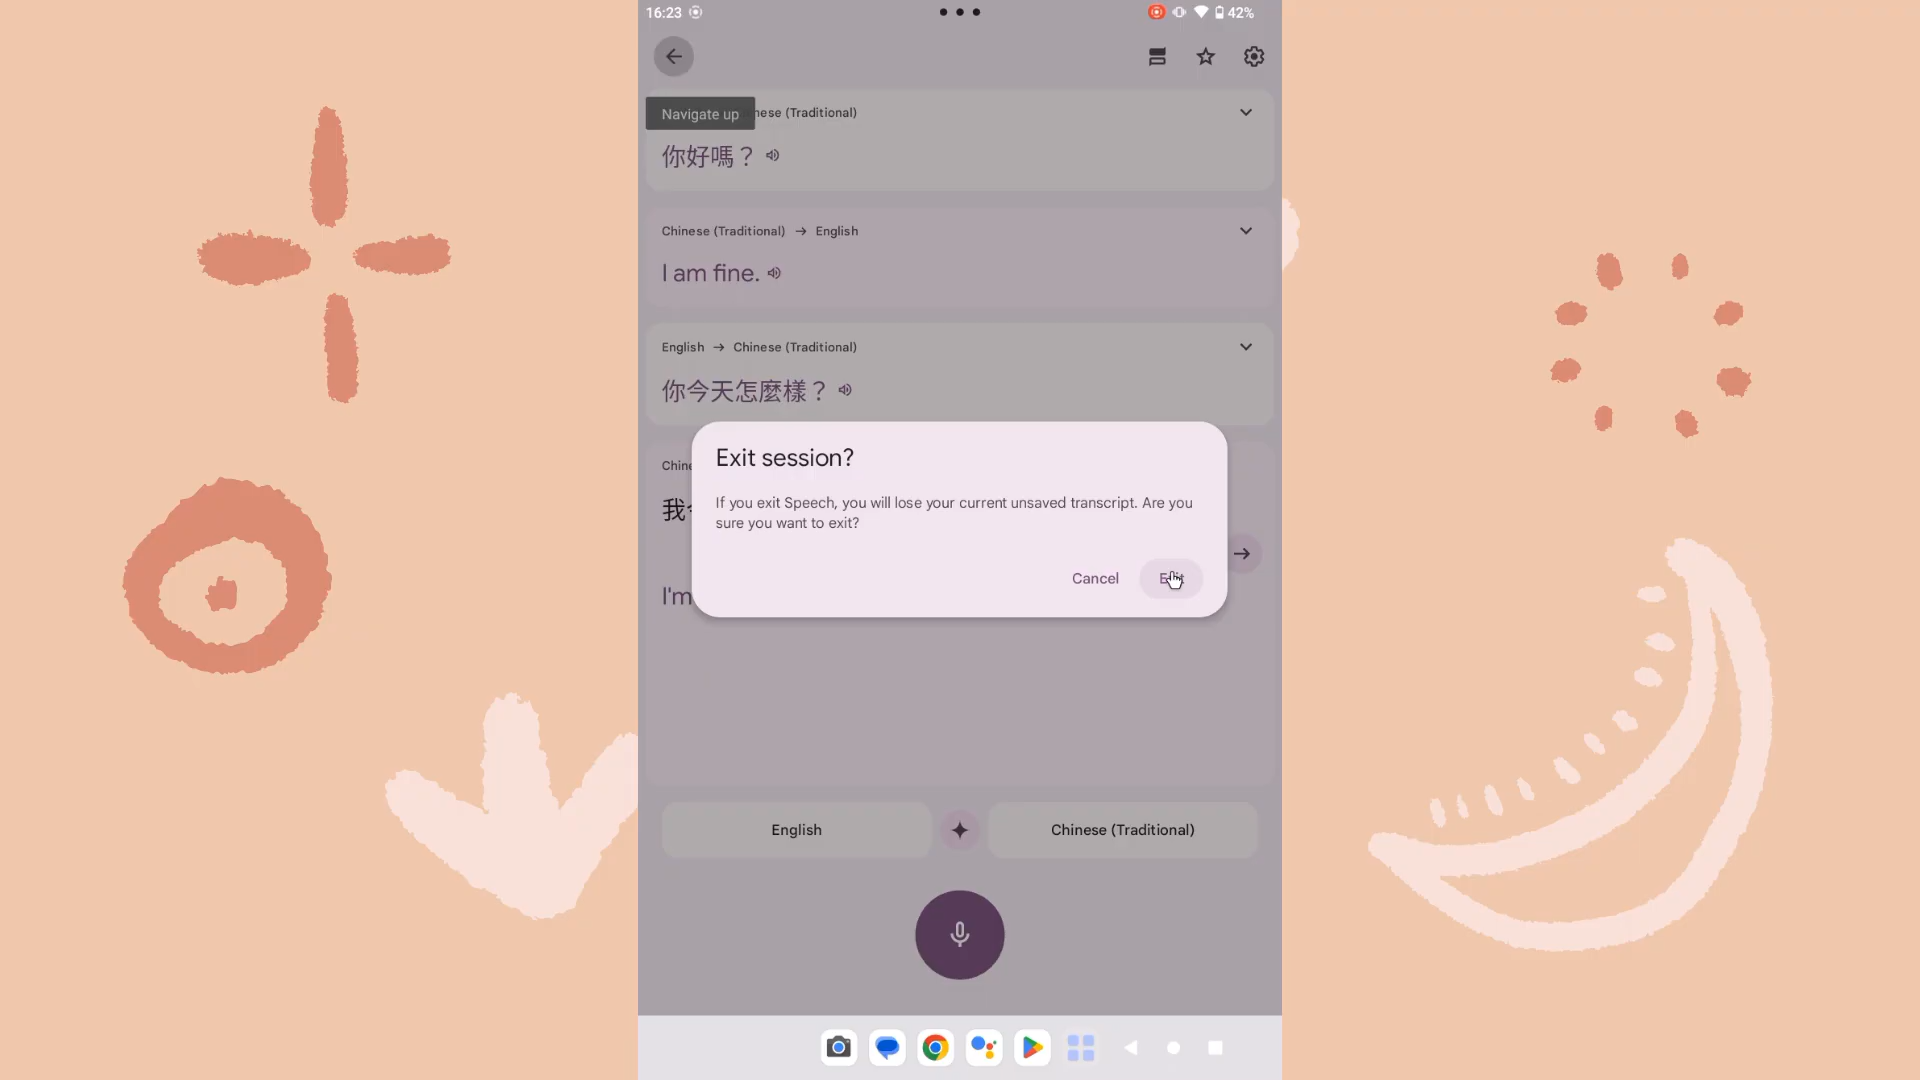 16:23
42%
Navigate up
nese (Traditional)
你好嗎？
Chinese (Traditional) → English
I am fine.
English → Chinese (Traditional)
你今天怎麼樣？
Exit session?
If you exit Speech, you will lose your current unsaved transcript. Are you
sure you want to exit?
我
I'm
Cancel
English
Chinese (Traditional)